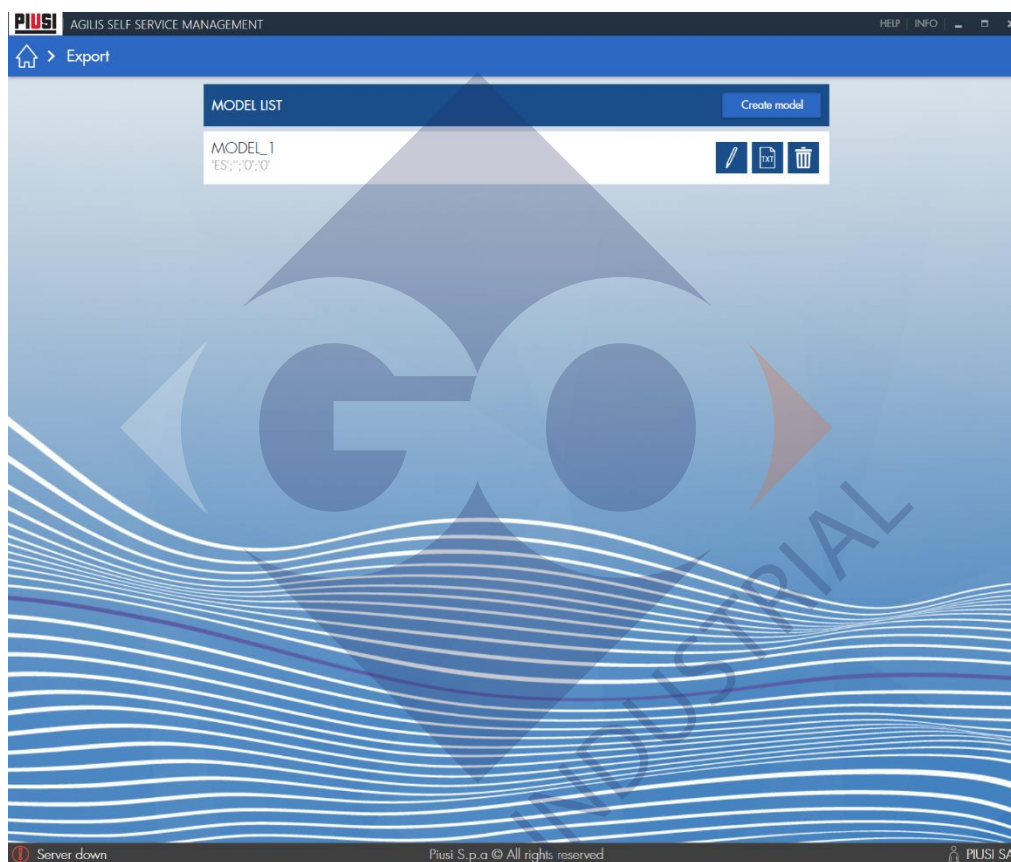 PIUSI AGILIS SELF SERVICE MANAGEMENT HELP | INFO
> Export
MODEL LIST Create model
MODEL_1
TXT
'ES';'';'0';'0'
GO
INDUSTRIAL
Server down Piusi S.p.a © All rights reserved PIUSI SA